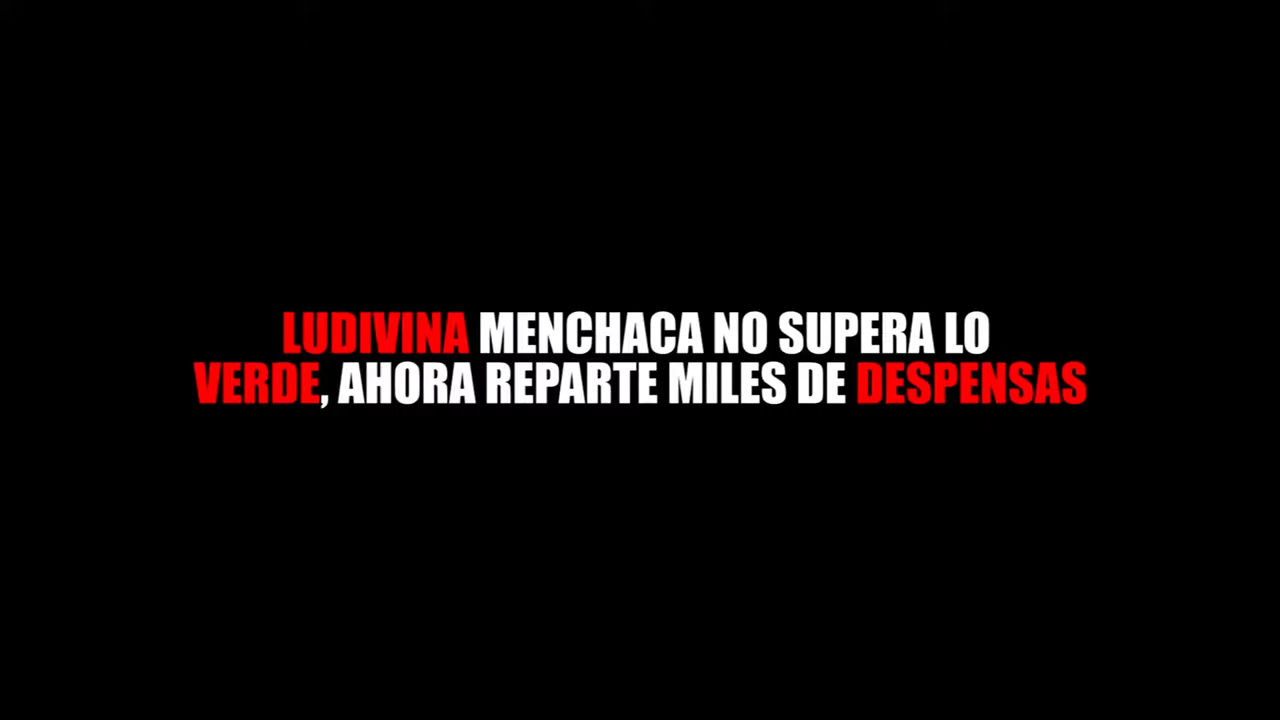 LUDIVINA MENCHACA NO SUPERA LO
VERDE, AHORA REPARTE MILES DE DESPENSAS